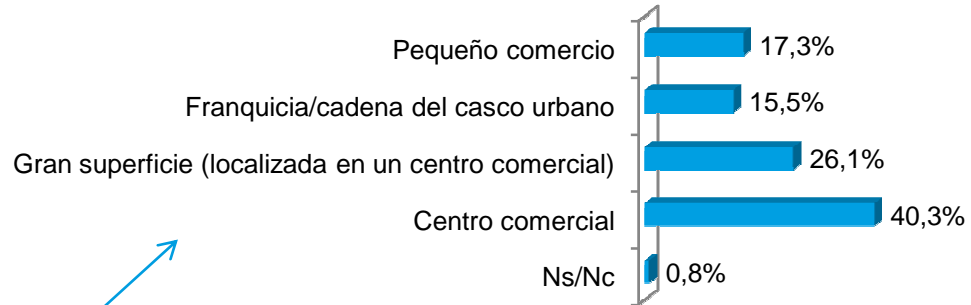 Pequeño comercio 17,3%
Franquicia/cadena del casco urbano 15,5%
Gran superficie (localizada en un centro comercial) 26,1%
Centro comercial 40,3%
Ns/Nc 0,8%